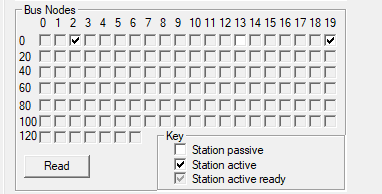 Bus Nodes
0 1 2 3 4 5 6 7 8 9 10 11 12 13 14 15 16 17 18 19
0
20
40
60
80
100
120
Key
Station passive
Station active
Station active ready
Read